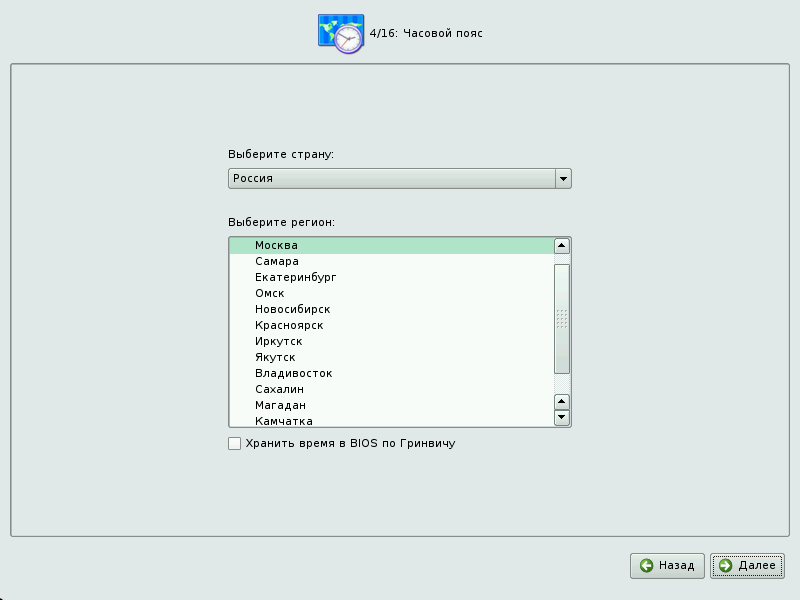 4/16: Часовой пояс
Выберите страну:
Россия
Выберите регион:
Москва
Самара
Екатеринбург
Омск
Новосибирск
Красноярск
Иркутск
Якутск
Владивосток
Сахалин
Магадан
Камчатка
Хранить время в BIOS по Гринвичу
Назад Далее